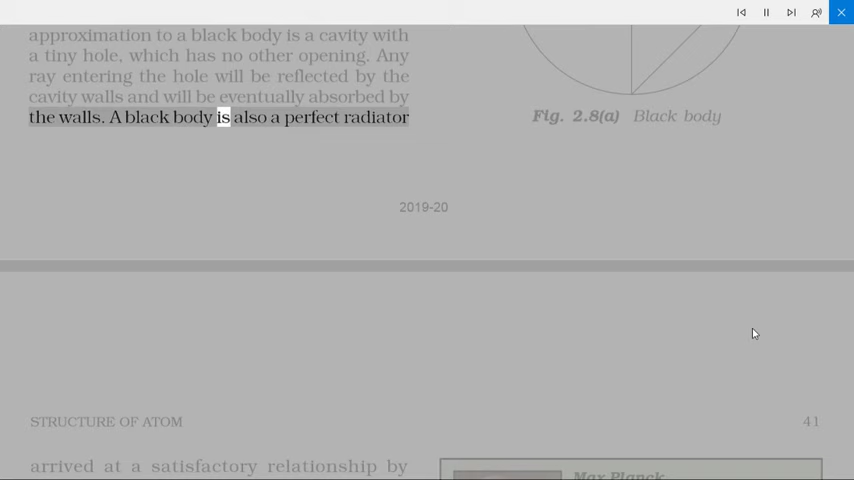 approximation to a black body is a cavity with
a tiny hole, which has no other opening. Any
ray entering the hole will be reflected by the
cavity walls and will be eventually absorbed by
the walls. A black body is also a perfect radiator
Fig. 2.8(a) Black body
2019-20
STRUCTURE OF ATOM
41
arrived at a satisfactory relationship by
Max Planck